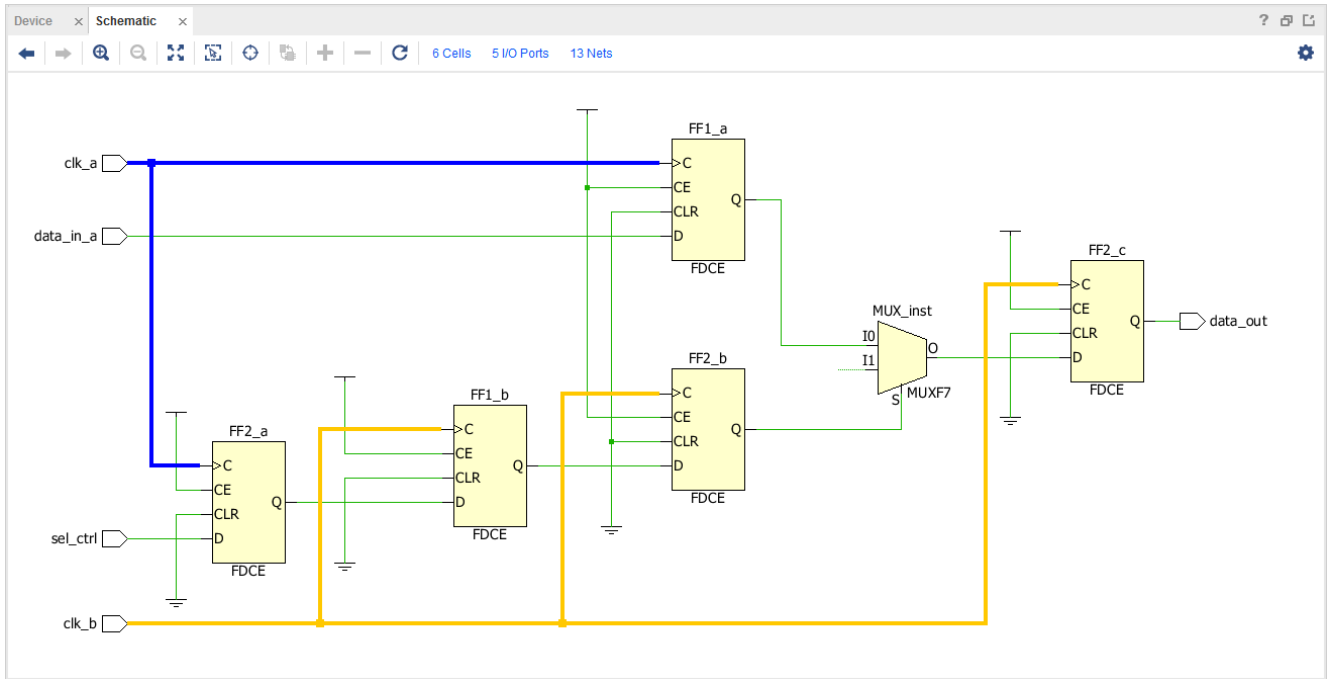 Device × Schematic × ?
6 Cells 5 I/O Ports 13 Nets
FF1_a
clk_a
C
CE
Q
CLR
data_in_a
D
FDCE
FF2_c
C
CE
Q
CLR
D
FDCE
data_out
MUX_inst
I0
O
I1
S
MUXF7
FF2_b
C
CE
Q
CLR
D
FDCE
FF1_b
C
CE
Q
CLR
D
FDCE
FF2_a
C
CE
Q
CLR
D
FDCE
sel_ctrl
clk_b